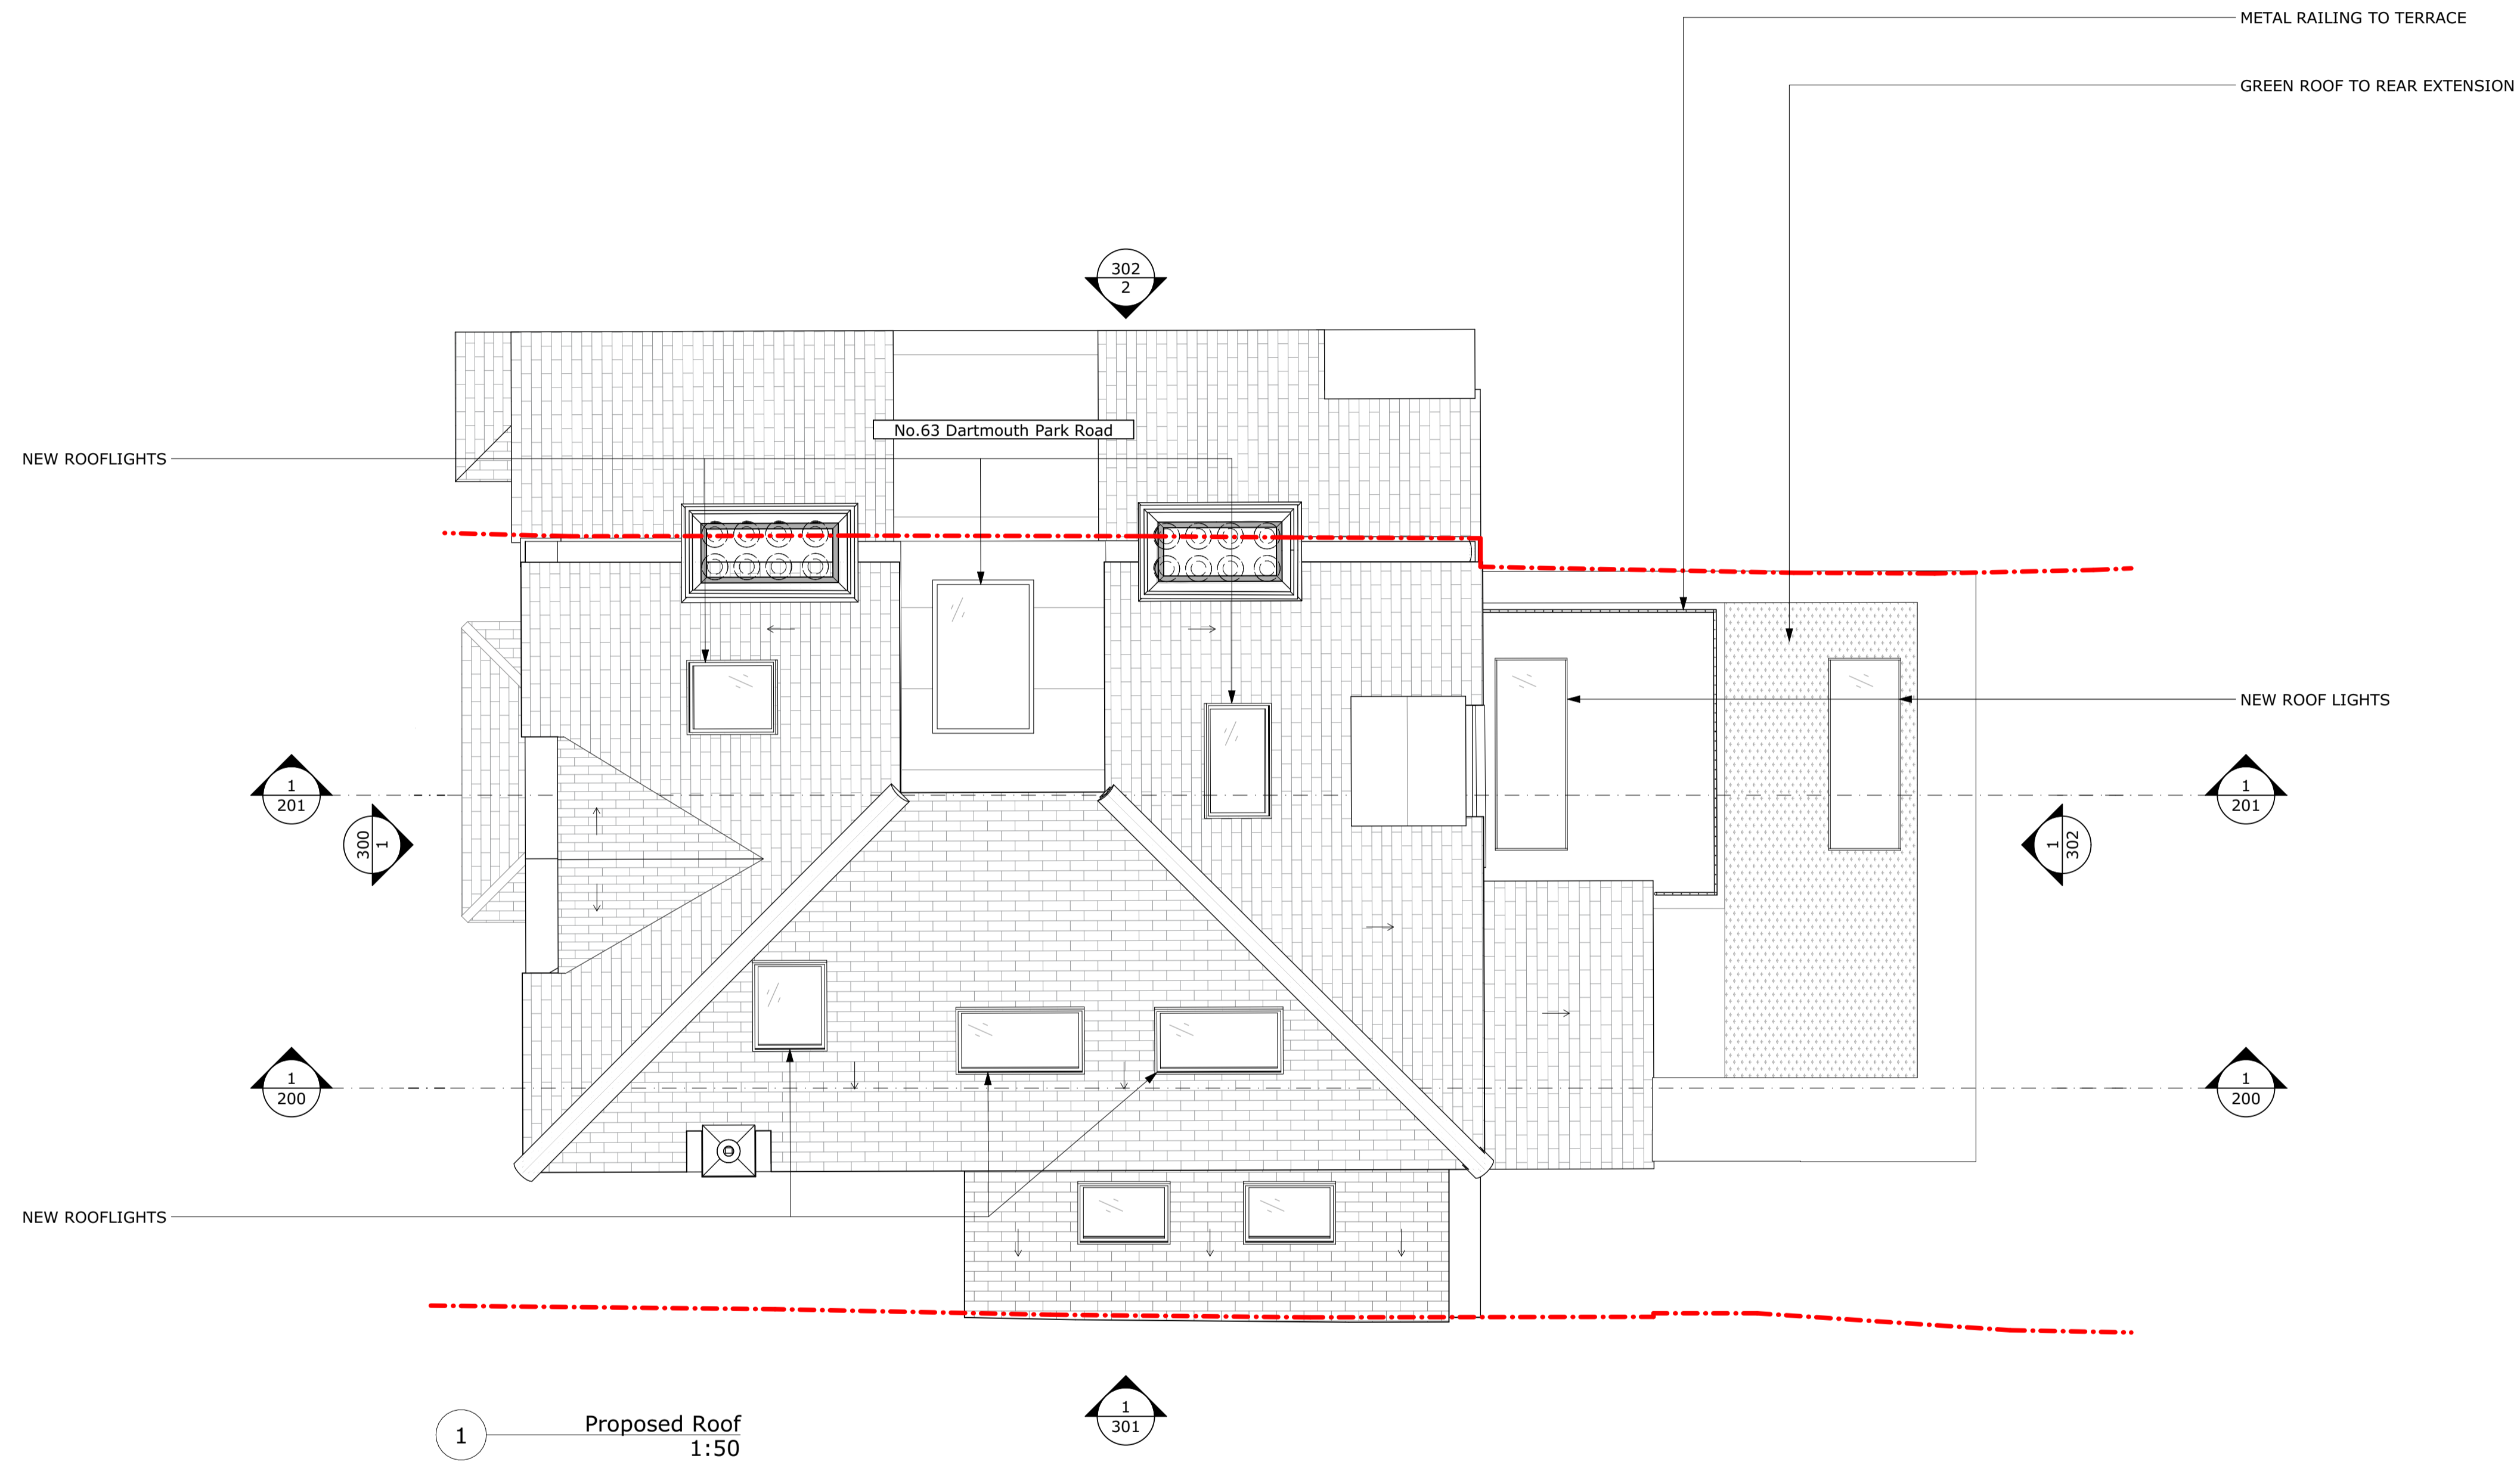 METAL RAILING TO TERRACE
GREEN ROOF TO REAR EXTENSION
302
2
No.63 Dartmouth Park Road
NEW ROOFLIGHTS
NEW ROOF LIGHTS
1
201
1
201
300
1
1
302
1
200
1
200
NEW ROOFLIGHTS
1
301
1
Proposed Roof
1:50